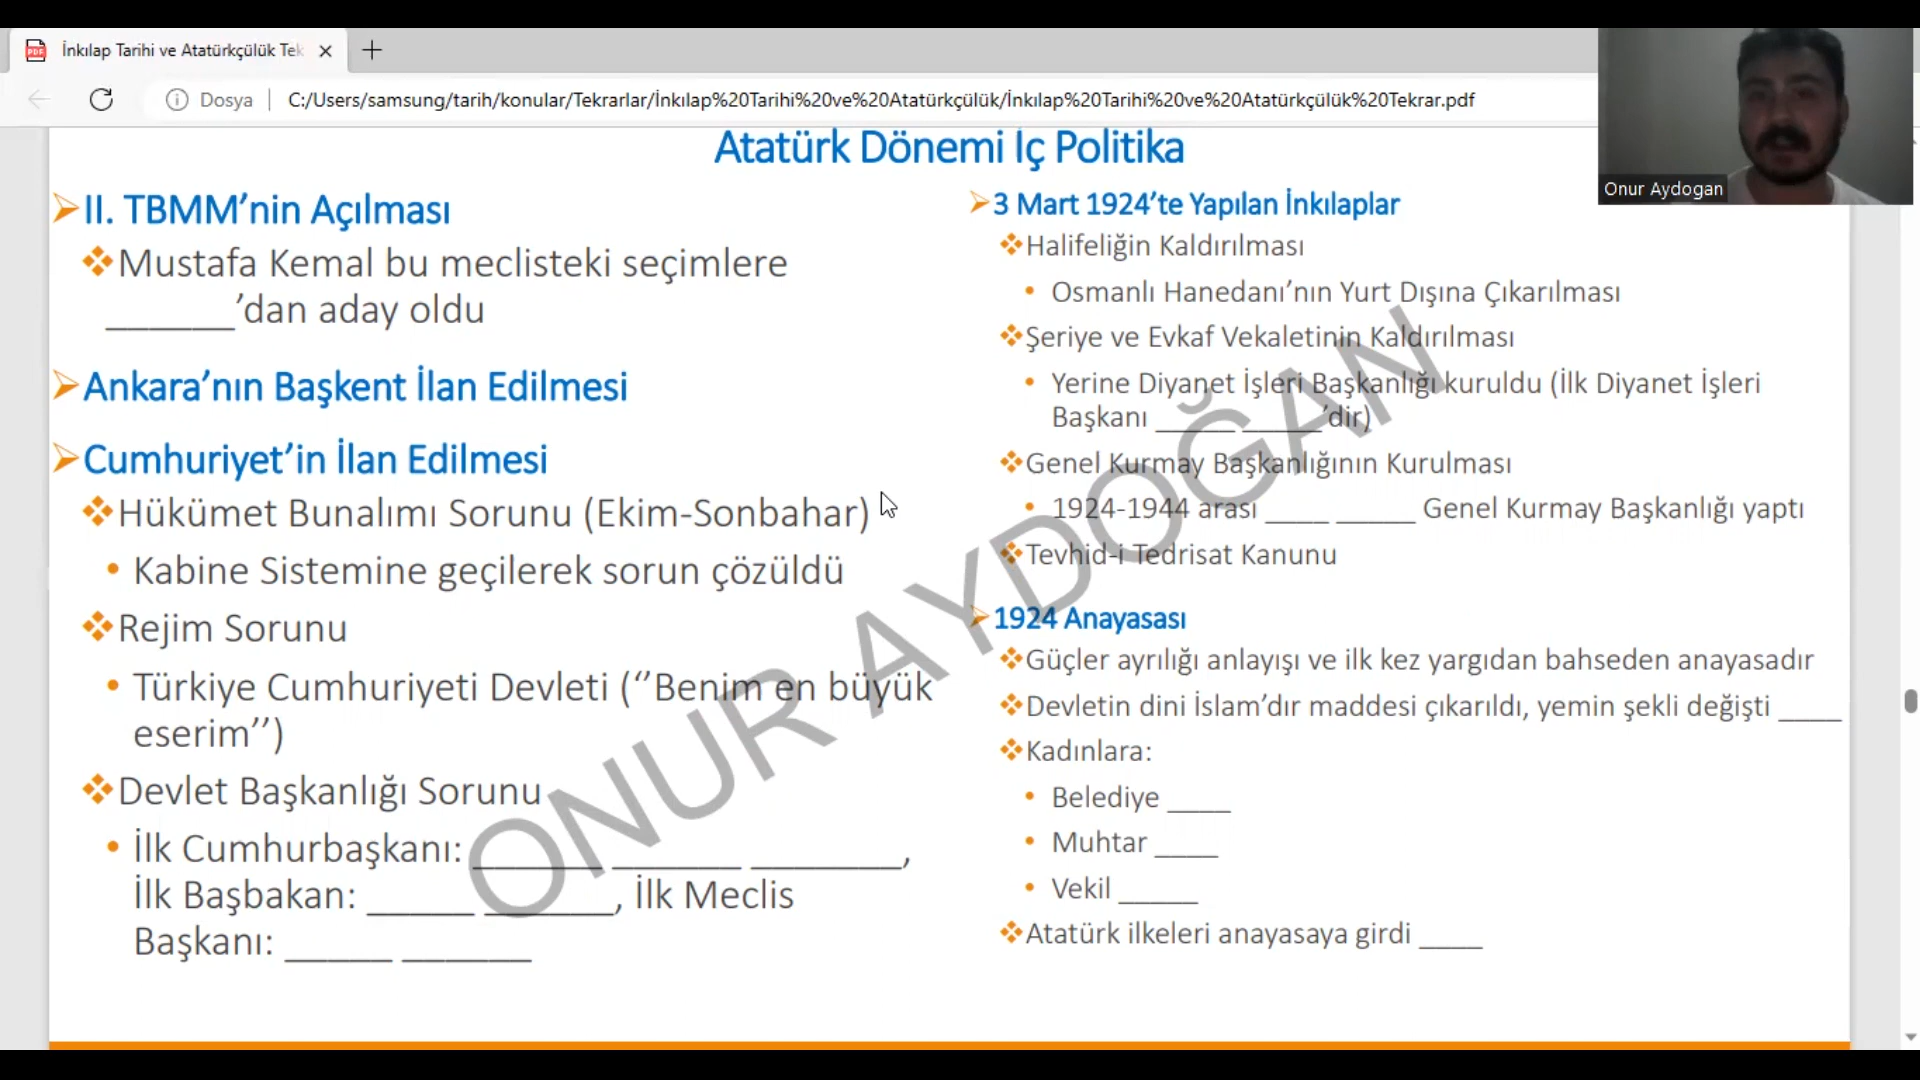 İnkılap Tarihi ve Atatürkçülük Tek
Dosya
C:/Users/samsung/tarih/konular/Tekrarlar/İnkılap%20Tarihi%20ve%20Atatürkçülük/İnkılap%20Tarihi%20ve%20Atatürkçülük%20Tekrar.pdf
Onur Aydogan
Atatürk Dönemi İç Politika
II. TBMM’nin Açılması
Mustafa Kemal bu meclisteki seçimlere
______’dan aday oldu
Ankara’nın Başkent İlan Edilmesi
Cumhuriyet’in İlan Edilmesi
Hükümet Bunalımı Sorunu (Ekim-Sonbahar)
• Kabine Sistemine geçilerek sorun çözüldü
Rejim Sorunu
• Türkiye Cumhuriyeti Devleti (‘’Benim en büyük
eserim’’)
Devlet Başkanlığı Sorunu
• İlk Cumhurbaşkanı: ______ ______ _______,
İlk Başbakan: _____ ______, İlk Meclis
Başkanı: _____ ______
3 Mart 1924’te Yapılan İnkılaplar
Halifeliğin Kaldırılması
• Osmanlı Hanedanı’nın Yurt Dışına Çıkarılması
Şeriye ve Evkaf Vekaletinin Kaldırılması
• Yerine Diyanet İşleri Başkanlığı kuruldu (İlk Diyanet İşleri
Başkanı _____ _____’dir)
Genel Kurmay Başkanlığının Kurulması
• 1924-1944 arası ____ _____ Genel Kurmay Başkanlığı yaptı
Tevhid-i Tedrisat Kanunu
1924 Anayasası
Güçler ayrılığı anlayışı ve ilk kez yargıdan bahseden anayasadır
Devletin dini İslam’dır maddesi çıkarıldı, yemin şekli değişti ____
Kadınlara:
• Belediye ____
• Muhtar ____
• Vekil _____
Atatürk ilkeleri anayasaya girdi ____
ONUR AYDOĞAN